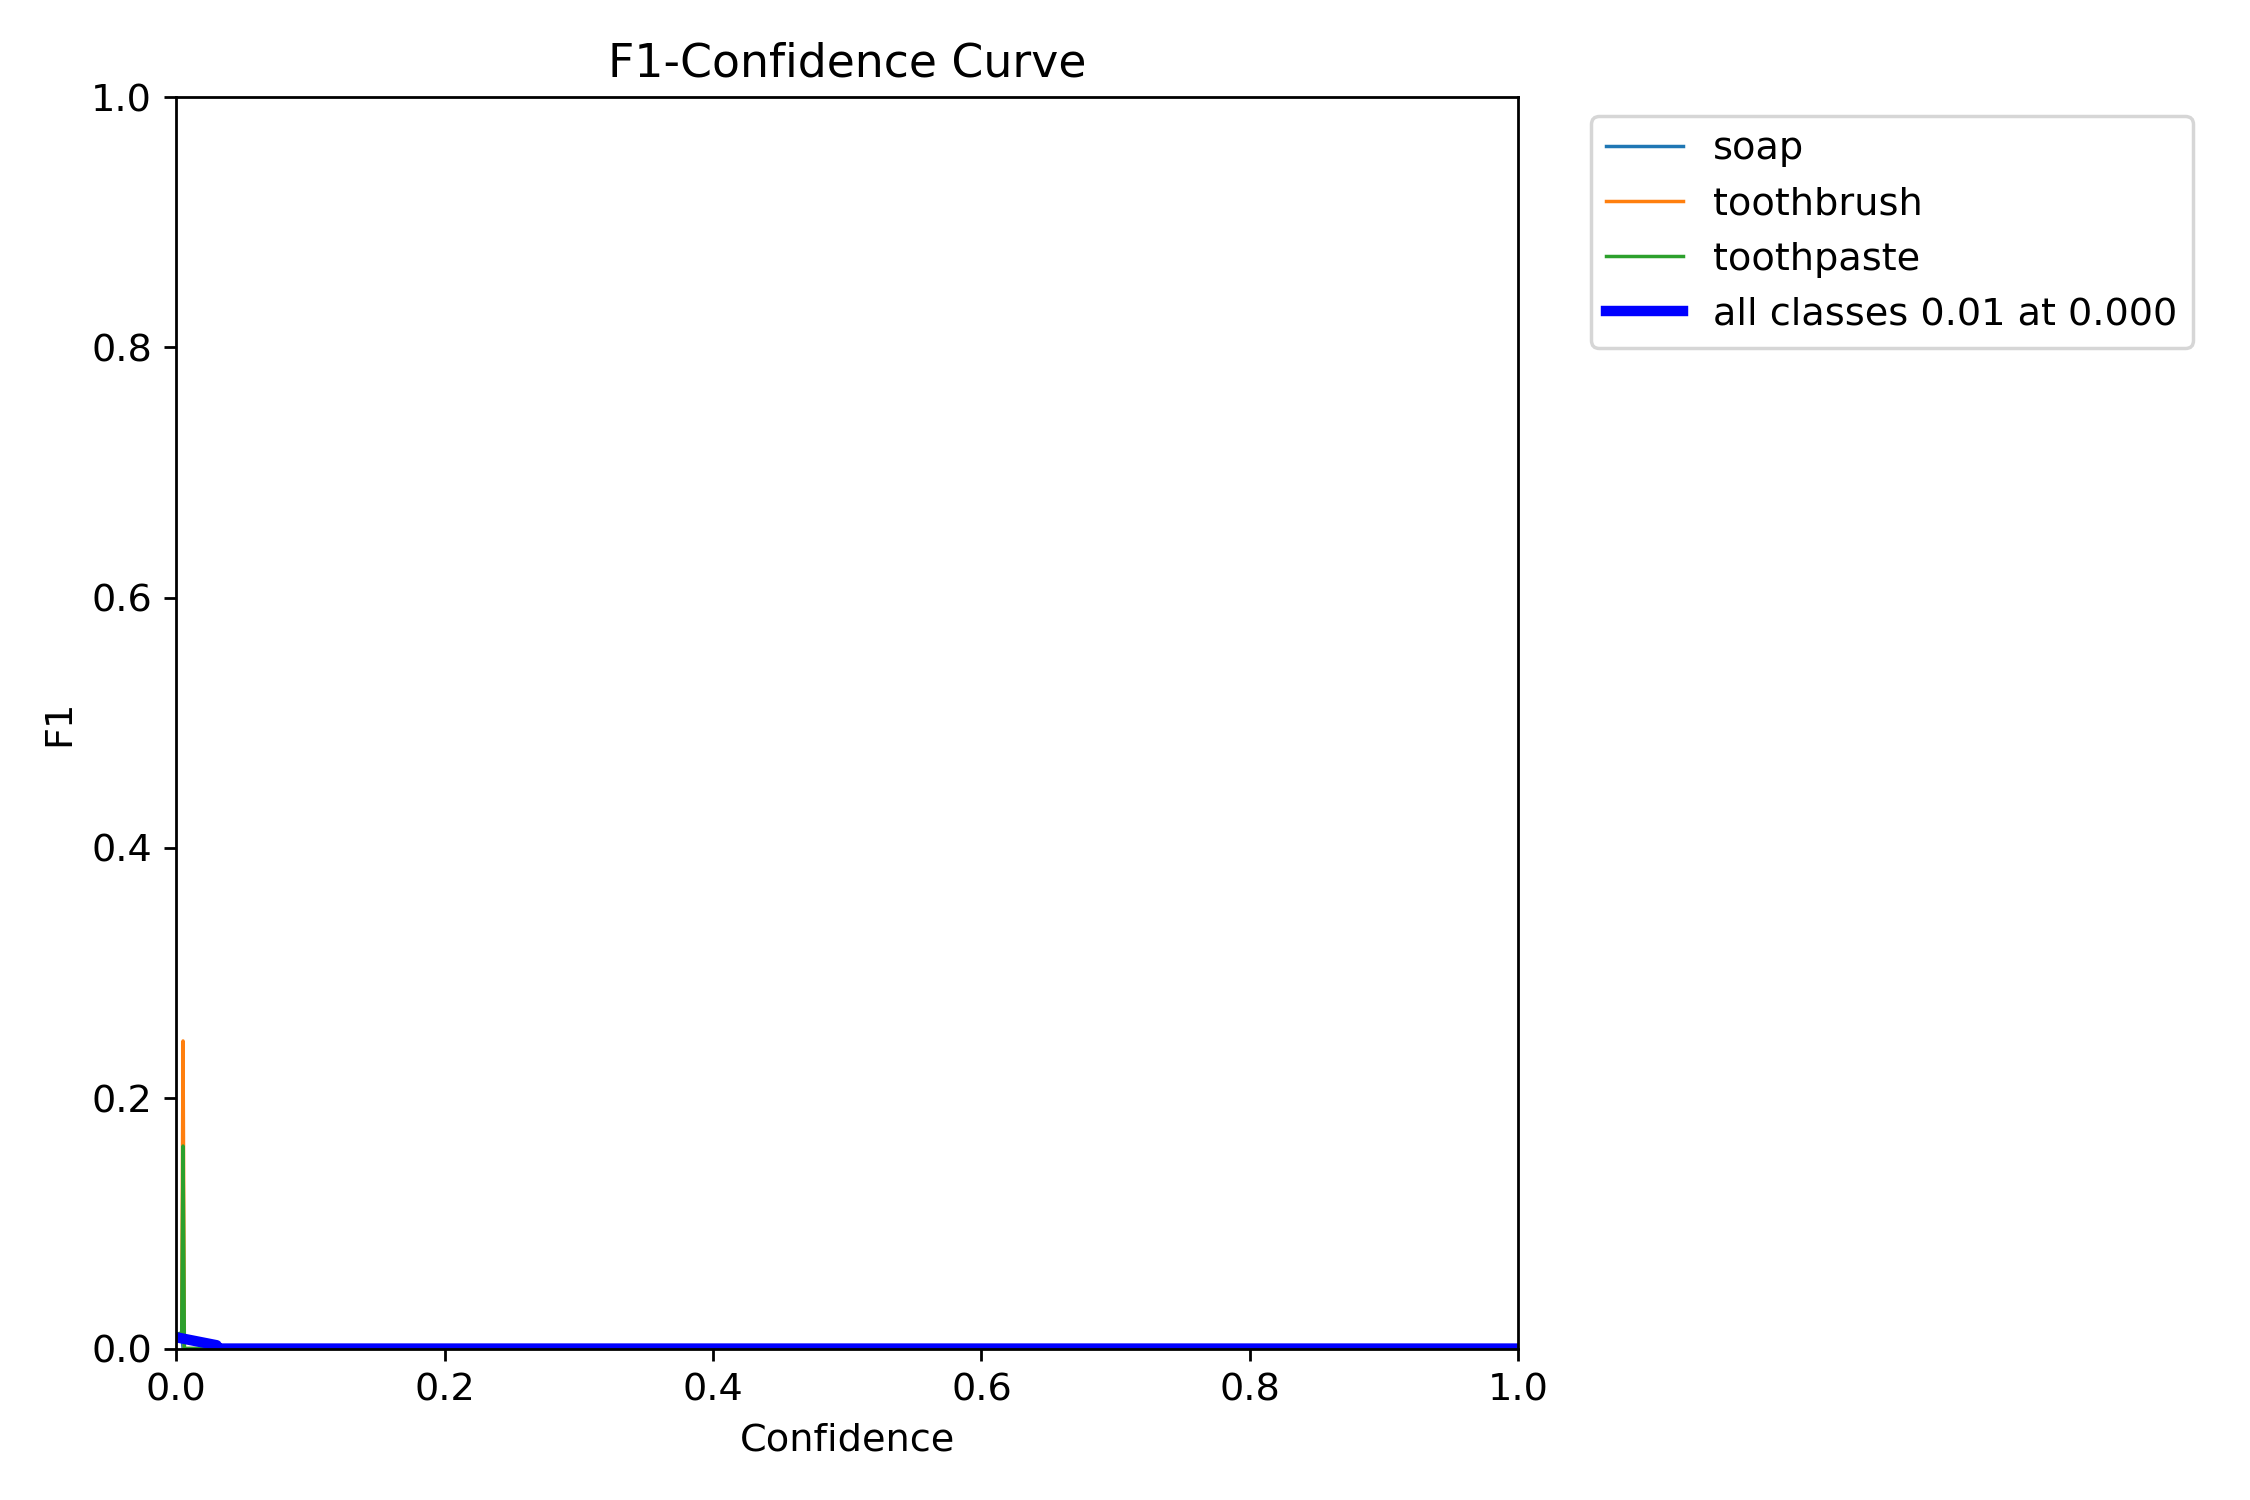 F1-Confidence Curve
1.0
0.8
0.6
0.4
0.2
0.0
F1
0.0 0.2 0.4 0.6 0.8 1.0
Confidence
soap
toothbrush
toothpaste
all classes 0.01 at 0.000